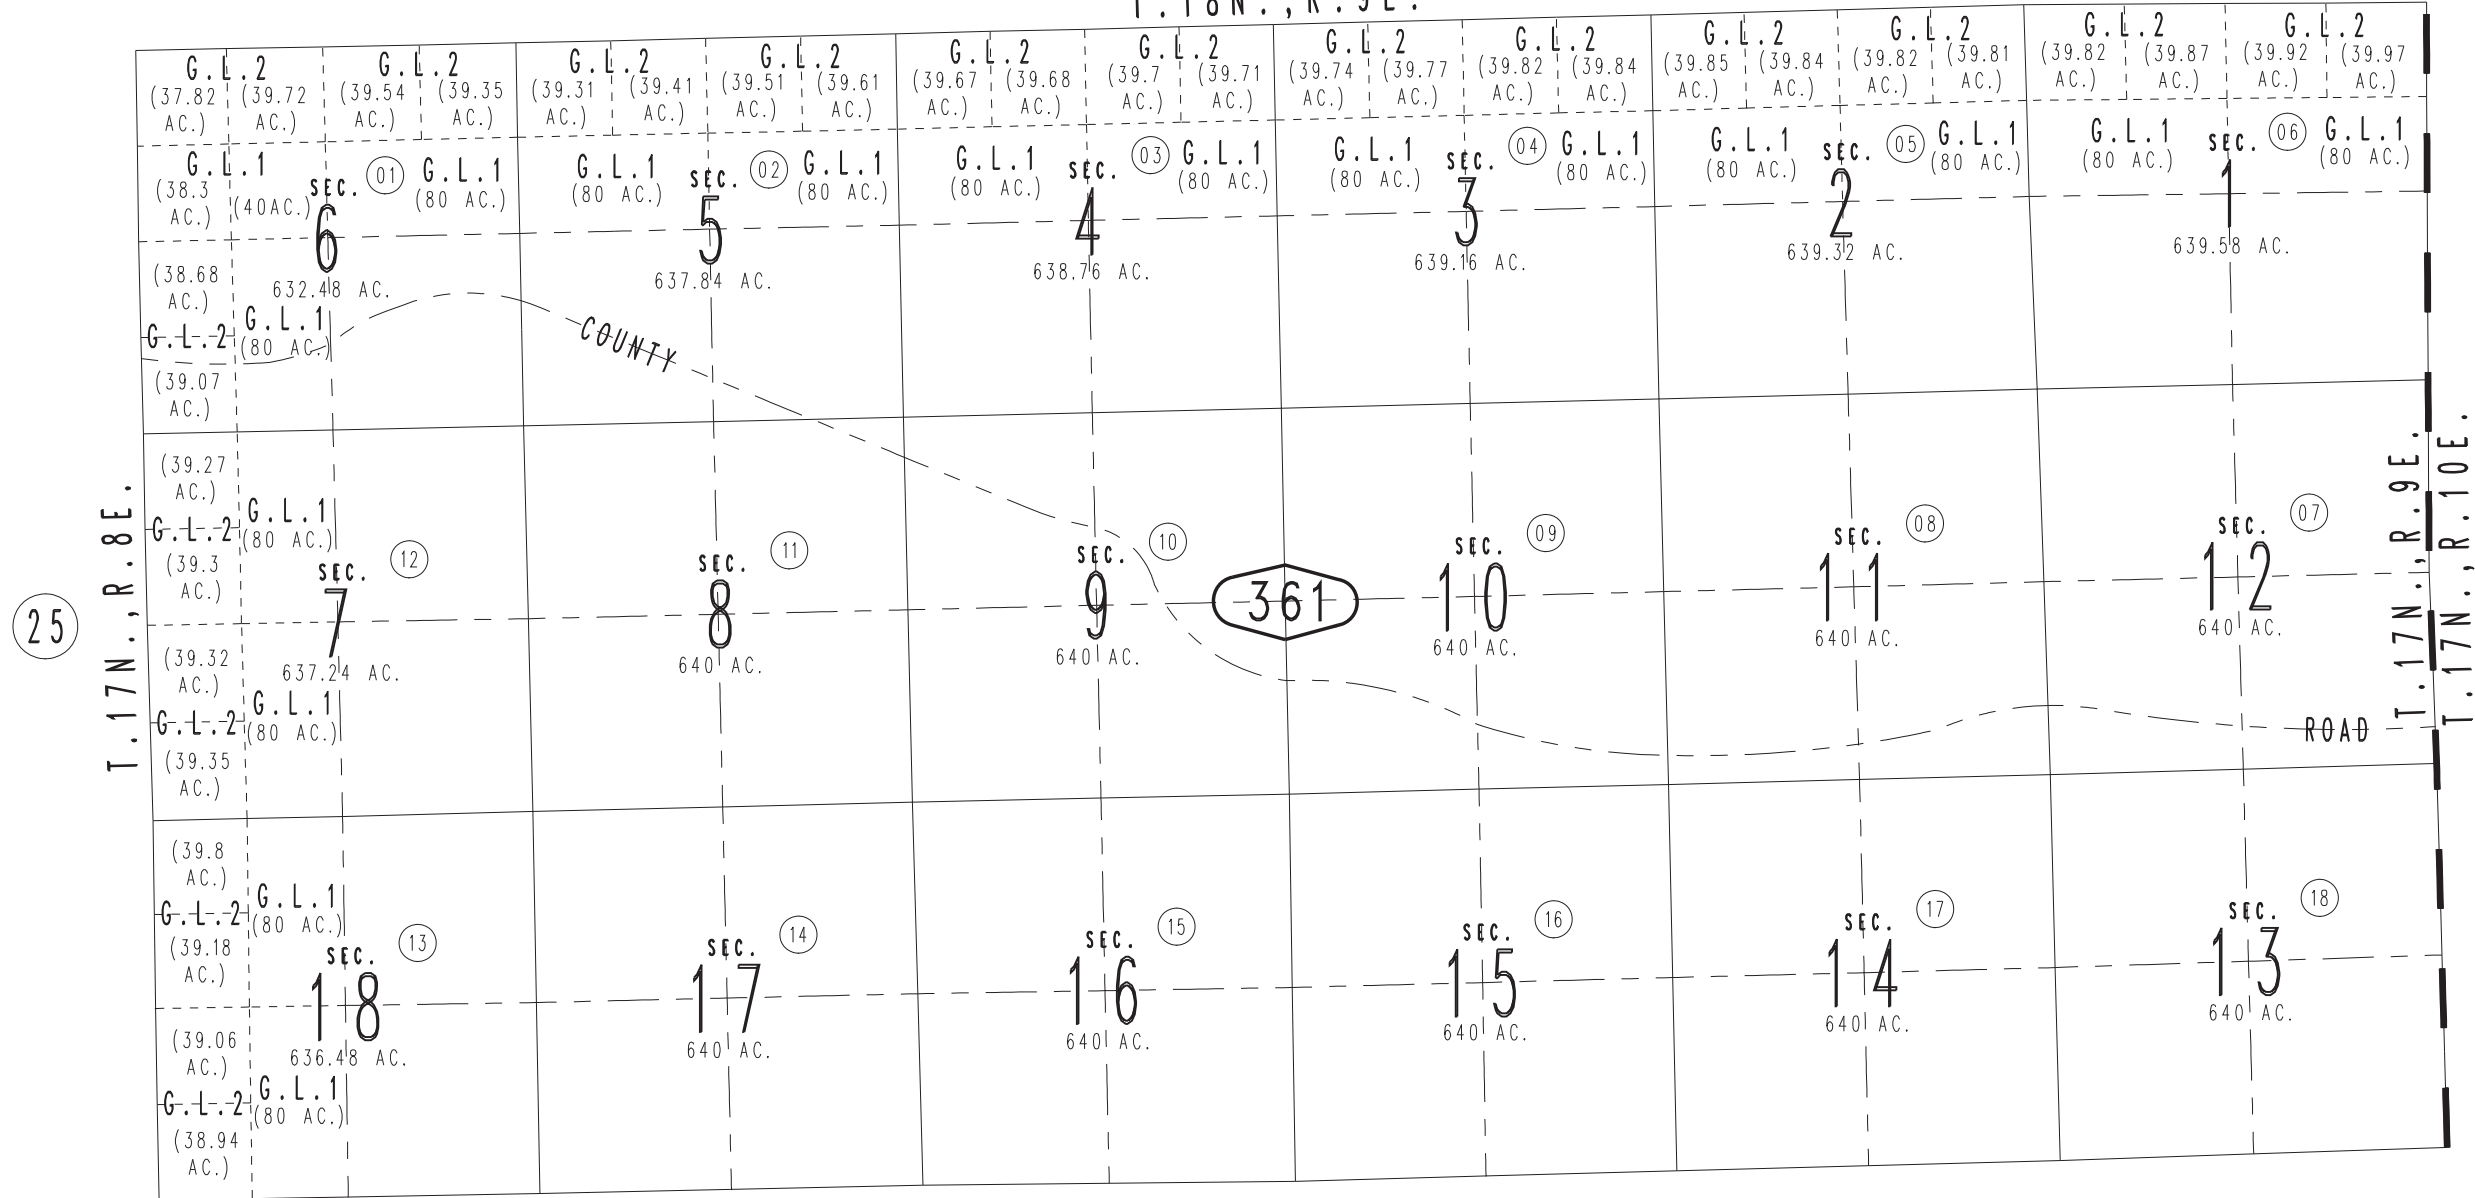 T.18N.,R.9E.
G.L.2 G.L.2 G.L.2 G.L.2 G.L.2 G.L.2 G.L.2 G.L.2 G.L.2 G.L.2 G.L.2 G.L.2
(37.82 AC.) (39.72 AC.) (39.54 AC.) (39.35 AC.) (39.31 AC.) (39.41 AC.) (39.51 AC.) (39.61 AC.) (39.67 AC.) (39.68 AC.) (39.7 AC.) (39.71 AC.) (39.74 AC.) (39.77 AC.) (39.82 AC.) (39.84 AC.) (39.85 AC.) (39.84 AC.) (39.82 AC.) (39.81 AC.) (39.82 AC.) (39.87 AC.) (39.92 AC.) (39.97 AC.)
G.L.1
(38.3 AC.) (40AC.)
SEC. 6 01
G.L.1
(80 AC.)
632.48 AC.
G.L.1
(80 AC.)
SEC. 5 02
G.L.1
(80 AC.)
637.84 AC.
G.L.1
(80 AC.)
SEC. 4 03
G.L.1
(80 AC.)
638.76 AC.
G.L.1
(80 AC.)
SEC. 3 04
G.L.1
(80 AC.)
639.16 AC.
G.L.1
(80 AC.)
SEC. 2 05
G.L.1
(80 AC.)
639.32 AC.
G.L.1
(80 AC.)
SEC. 1 06
G.L.1
(80 AC.)
639.58 AC.
(38.68 AC.)
G.L.2
G.L.1
(80 AC.)
(39.07 AC.)
COUNTY
(39.27 AC.)
G.L.2
G.L.1
(80 AC.)
(39.3 AC.)
25
T.17N.,R.8E.
SEC. 7 12
637.24 AC.
SEC. 8 11
640 AC.
SEC. 9 10
640 AC.
361
SEC. 10 09
640 AC.
SEC. 11 08
640 AC.
SEC. 12 07
640 AC.
T.17N.,R.9E.
T.17N.,R.10E.
(39.32 AC.)
G.L.2
G.L.1
(80 AC.)
(39.35 AC.)
ROAD
(39.8 AC.)
G.L.2
G.L.1
(80 AC.)
(39.18 AC.)
SEC. 18 13
636.48 AC.
SEC. 17 14
640 AC.
SEC. 16 15
640 AC.
SEC. 15 16
640 AC.
SEC. 14 17
640 AC.
SEC. 13 18
640 AC.
(39.06 AC.)
G.L.2
G.L.1
(80 AC.)
(38.94 AC.)